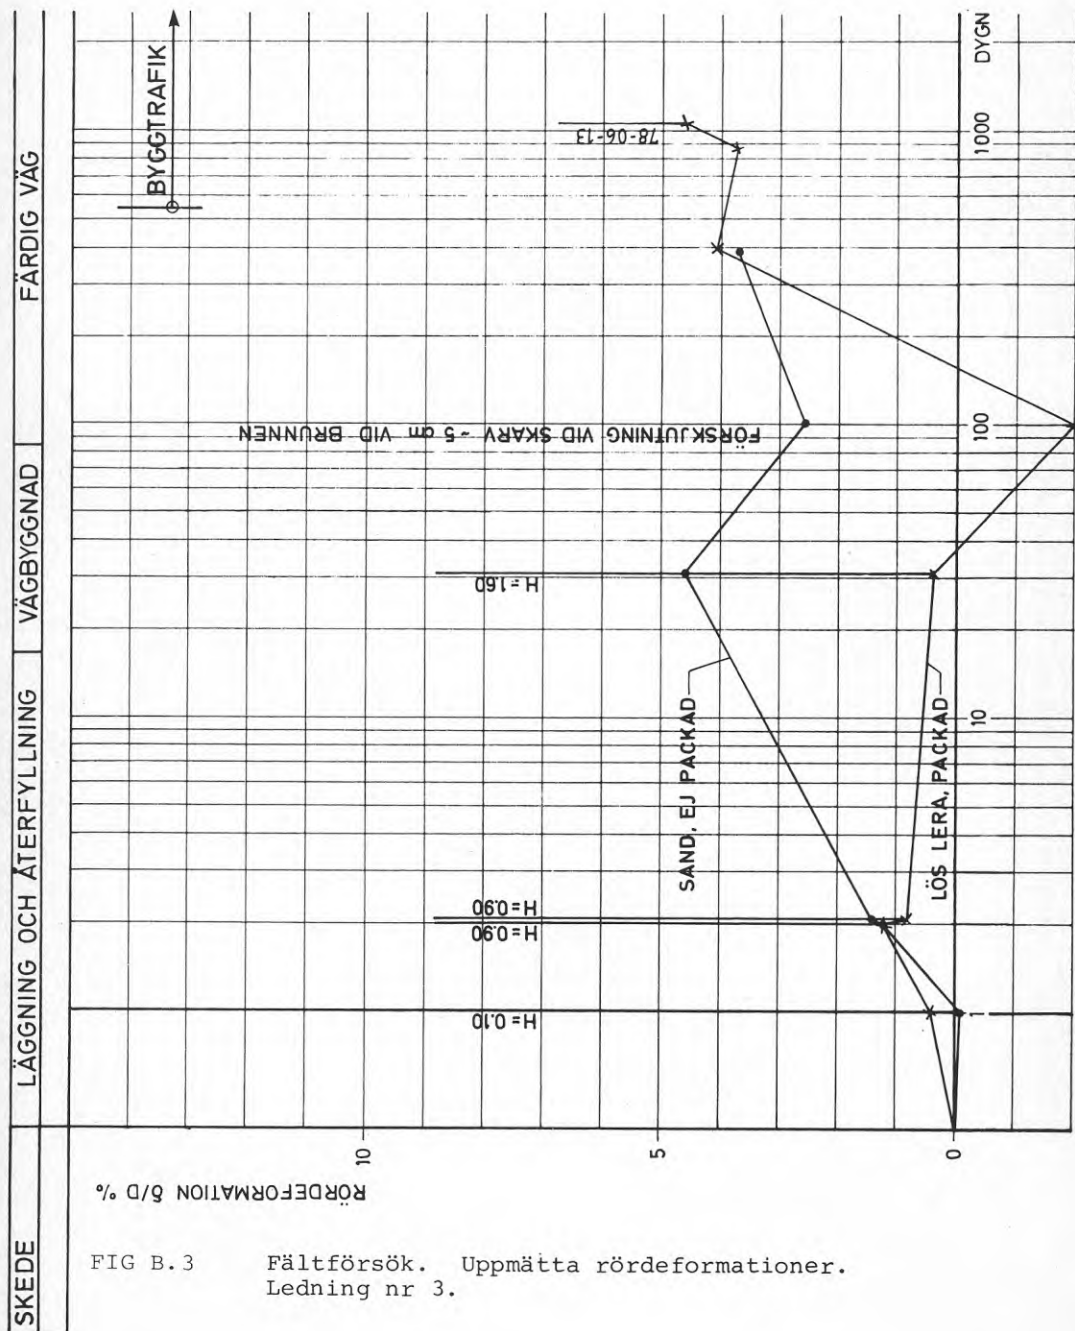 SKEDE
LÄGGNING OCH ÅTERFYLLNING
VÄGBYGGNAD
FÄRDIG VÄG
BYGGTRAFIK
RÖRDEFORMATION δ/D %
10
5
0
H = 0.10
H = 0.90
H = 0.90
H = 1.60
FÖRSKJUTNING VID SKARV ~ 5 cm VID BRUNNEN
78-06-13
SAND, EJ PACKAD
LÖS LERA, PACKAD
1
10
100
1000
DYGN
FIG B.3 Fältförsök. Uppmätta rördeformationer.
Ledning nr 3.